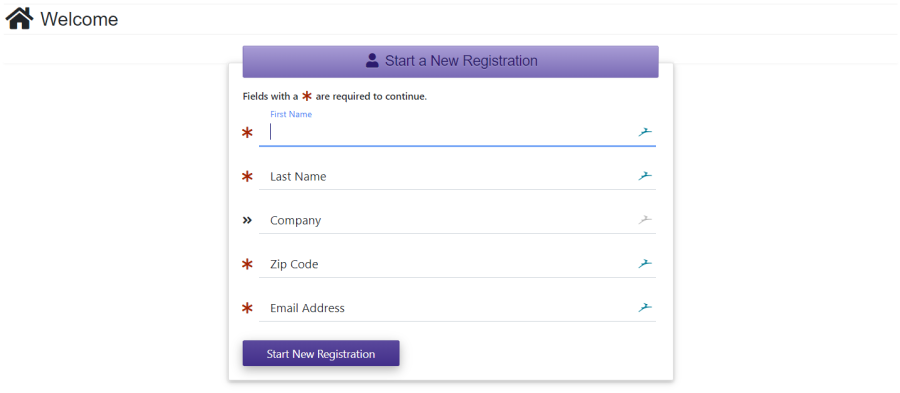 Welcome
Start a New Registration
Fields with a * are required to continue.
First Name
* 
* Last Name
» Company
* Zip Code
* Email Address
Start New Registration